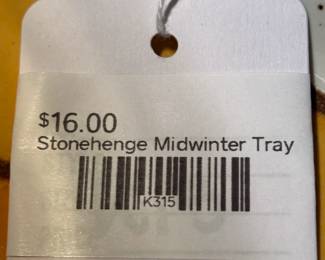 $16.00
Stonehenge Midwinter Tray
K315